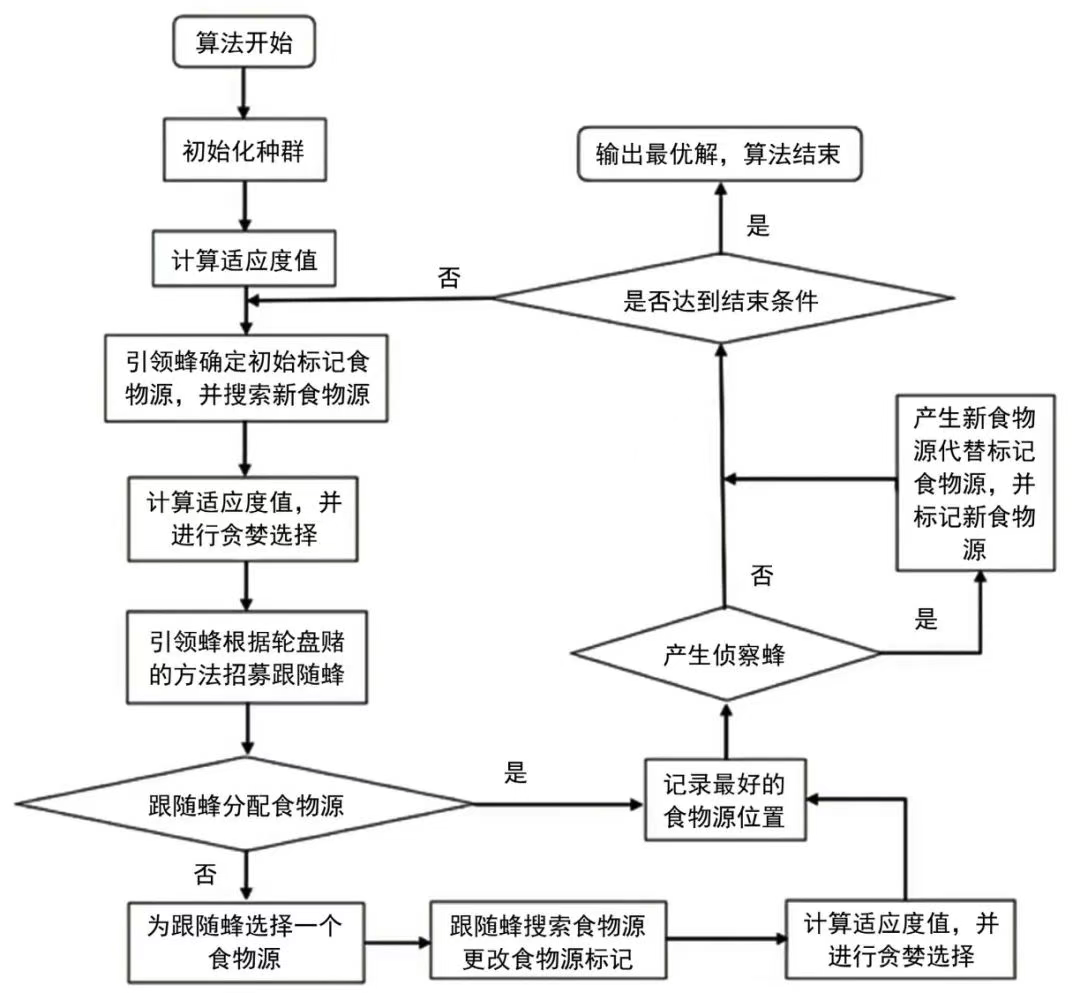 算法开始
初始化种群
计算适应度值
引领蜂确定初始标记食
物源，并搜索新食物源
计算适应度值，并
进行贪婪选择
引领蜂根据轮盘赌
的方法招募跟随蜂
跟随蜂分配食物源
是
否
为跟随蜂选择一个
食物源
跟随蜂搜索食物源
更改食物源标记
计算适应度值，并
进行贪婪选择
记录最好的
食物源位置
产生侦察蜂
是
否
产生新食物
源代替标记
食物源，并
标记新食物
源
是否达到结束条件
否
是
输出最优解，算法结束